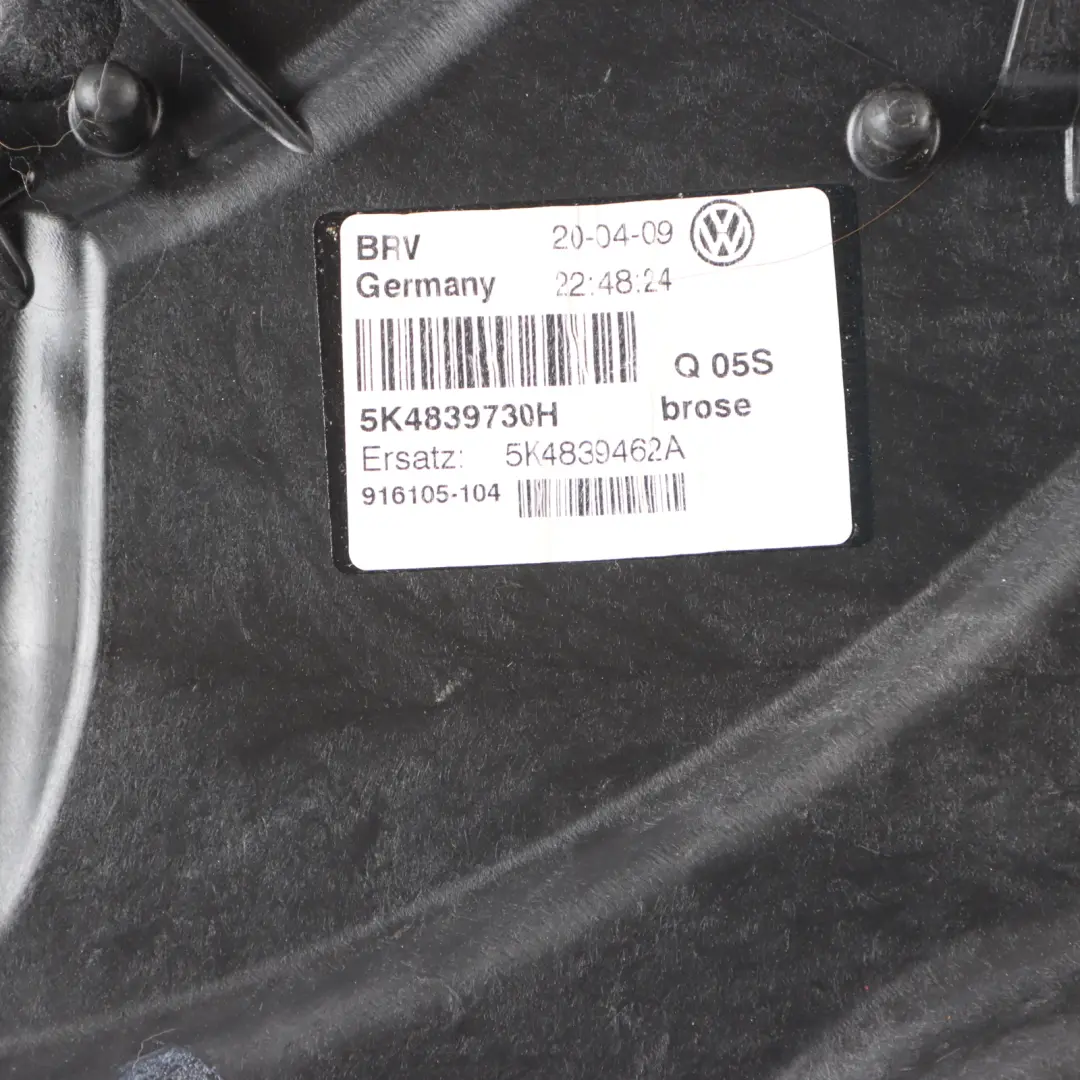 BRV 20-04-09
Germany 22:48:24
Q 05S
5K4839730H brose
Ersatz: 5K4839462A
916105-104